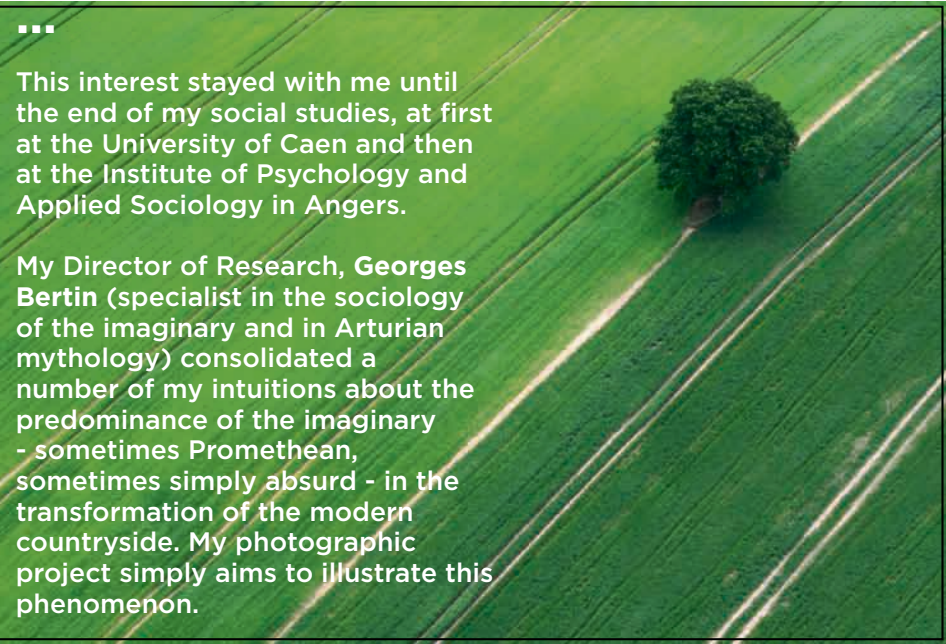 ...
This interest stayed with me until
the end of my social studies, at first
at the University of Caen and then
at the Institute of Psychology and
Applied Sociology in Angers.
My Director of Research, Georges
Bertin (specialist in the sociology
of the imaginary and in Arturian
mythology) consolidated a
number of my intuitions about the
predominance of the imaginary
- sometimes Promethean,
sometimes simply absurd - in the
transformation of the modern
countryside. My photographic
project simply aims to illustrate this
phenomenon.